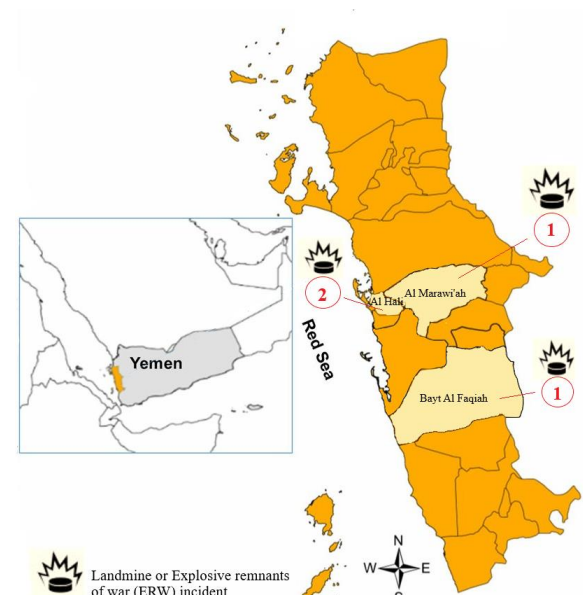 1
2
Al Marawi'ah
Al Hali
Red Sea
Yemen
Bayt Al Faqiah
1
N
W E
S
Landmine or Explosive remnants
of war (ERW) incident